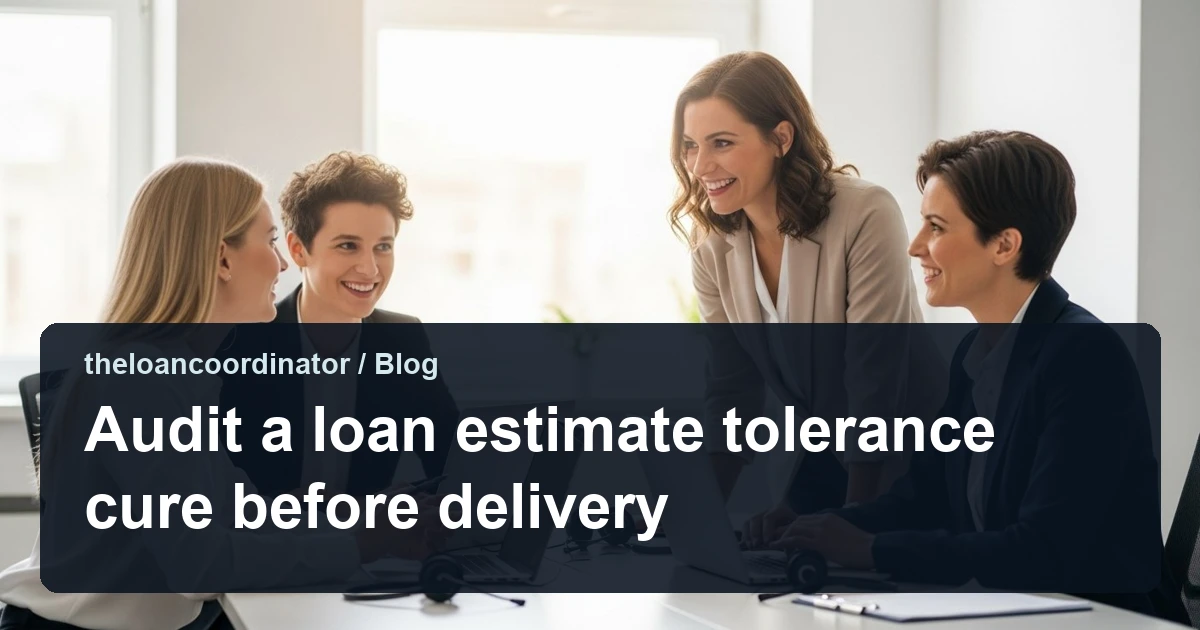 theloancoordinator / Blog
Audit a loan estimate tolerance
cure before delivery